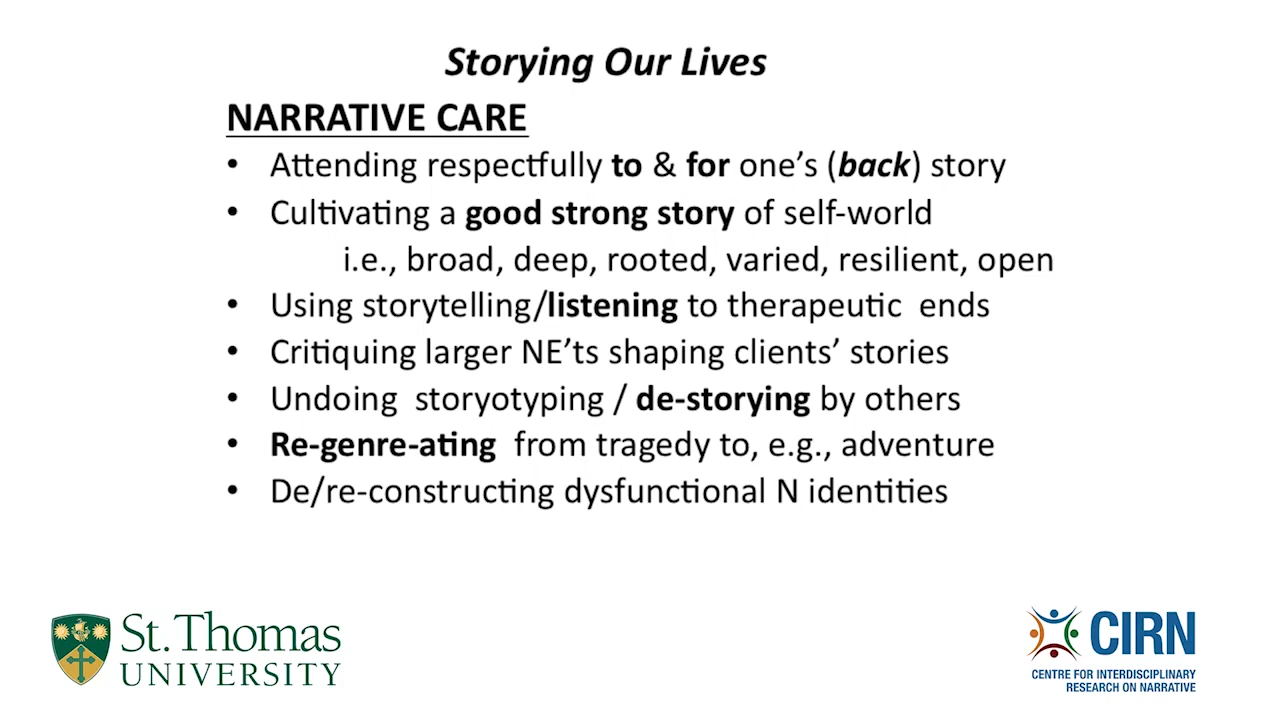 Storying Our Lives
NARRATIVE CARE
• Attending respectfully to & for one’s (back) story
• Cultivating a good strong story of self-world
i.e., broad, deep, rooted, varied, resilient, open
• Using storytelling/listening to therapeutic  ends
• Critiquing larger NE’ts shaping clients’ stories
• Undoing  storyotyping / de-storying by others
• Re-genre-ating  from tragedy to, e.g., adventure
• De/re-constructing dysfunctional N identities
St. Thomas
UNIVERSITY
CIRN
CENTRE FOR INTERDISCIPLINARY
RESEARCH ON NARRATIVE